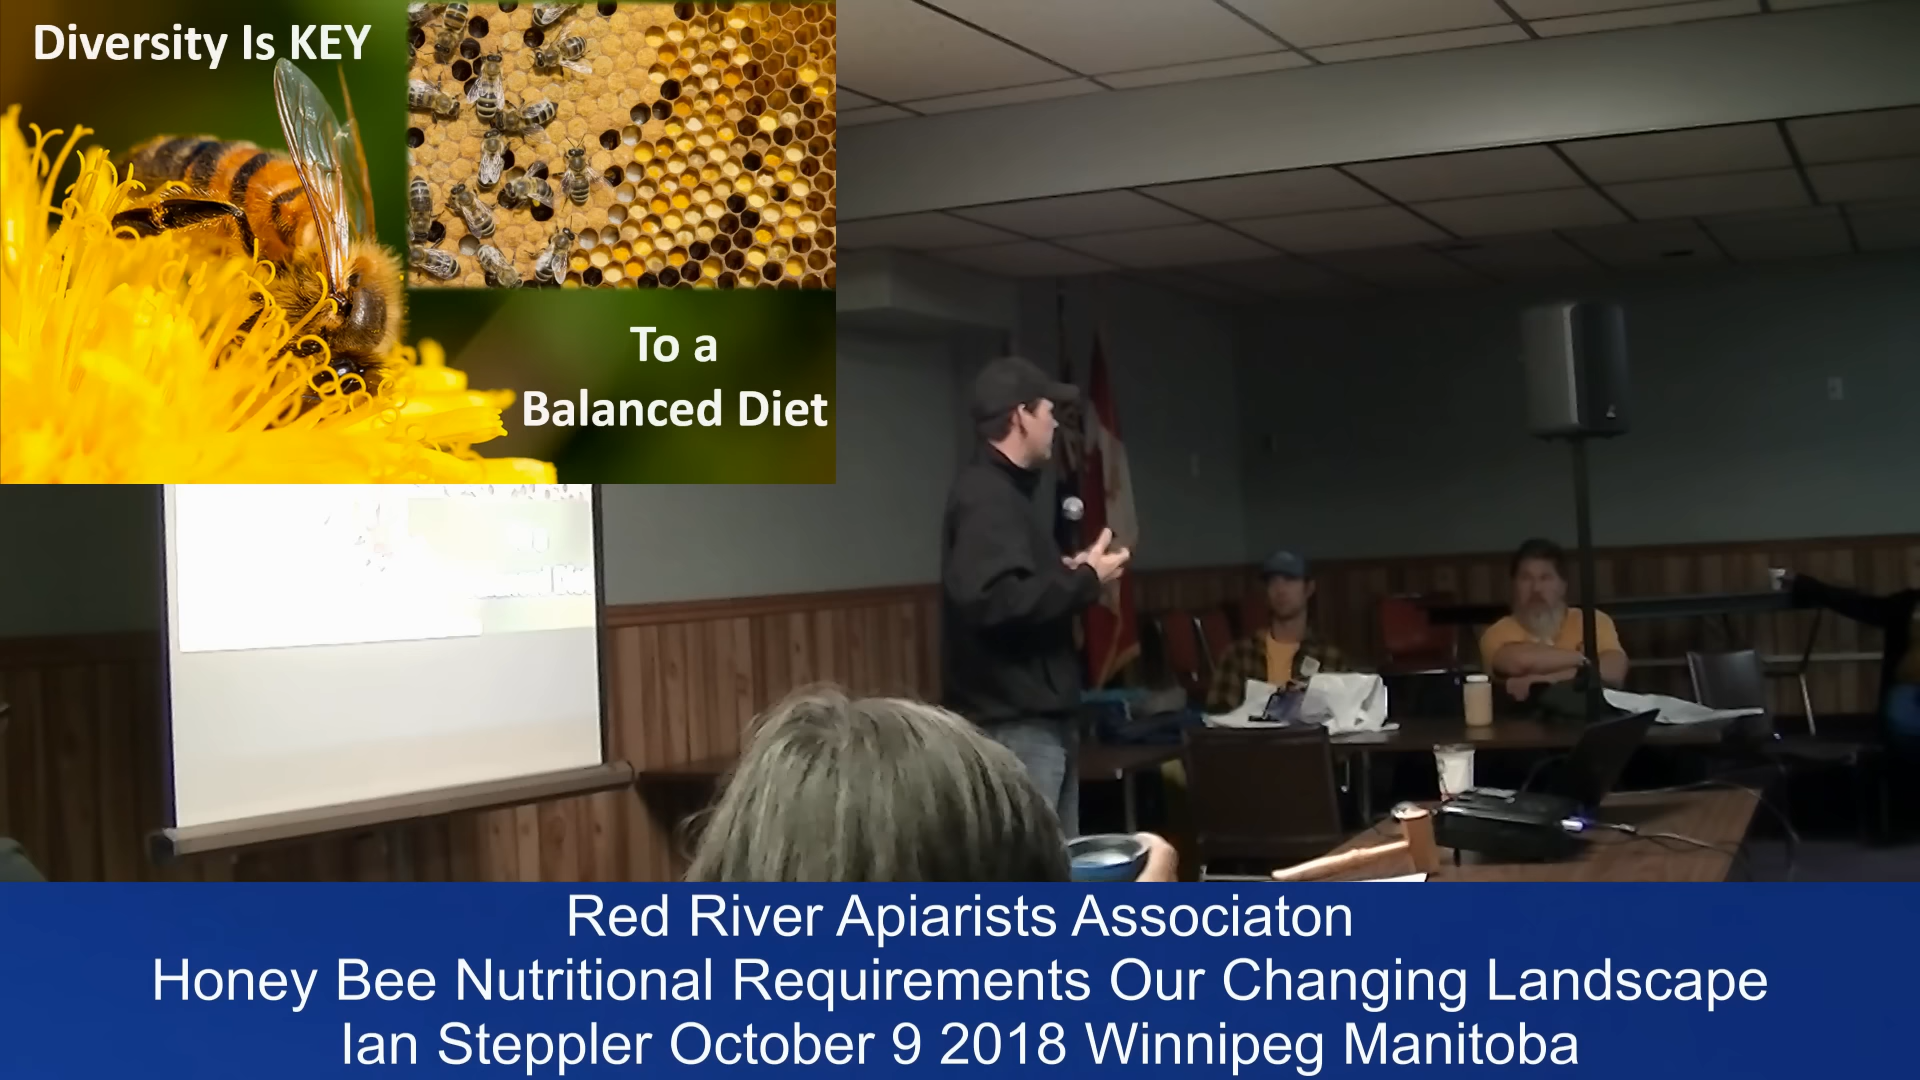 Diversity Is KEY
To a
Balanced Diet
Red River Apiarists Associaton
Honey Bee Nutritional Requirements Our Changing Landscape
Ian Steppler October 9 2018 Winnipeg Manitoba